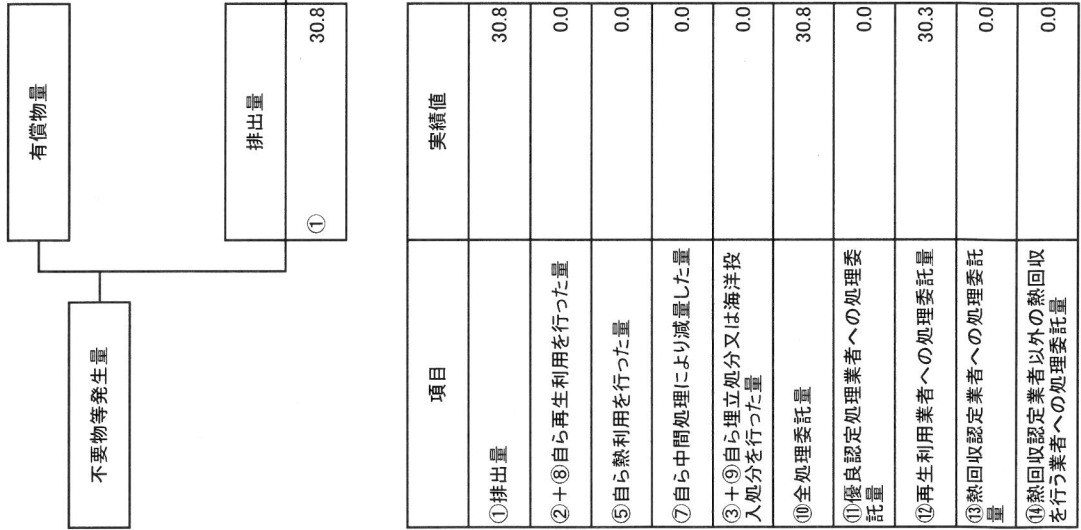 不要物等発生量
有償物量
排出量
① 30.8
項目 実績値
①排出量 30.8
②+⑧自ら再生利用を行った量 0.0
⑤自ら熱利用を行った量 0.0
⑦自ら中間処理により減量した量 0.0
③+⑨自ら埋立処分又は海洋投
入処分を行った量 0.0
⑩全処理委託量 30.8
⑪優良認定処理業者への処理委
託量 0.0
⑫再生利用業者への処理委託量 30.3
⑬熱回収認定業者への処理委託
量 0.0
⑭熱回収認定業者以外の熱回収
を行う業者への処理委託量 0.0